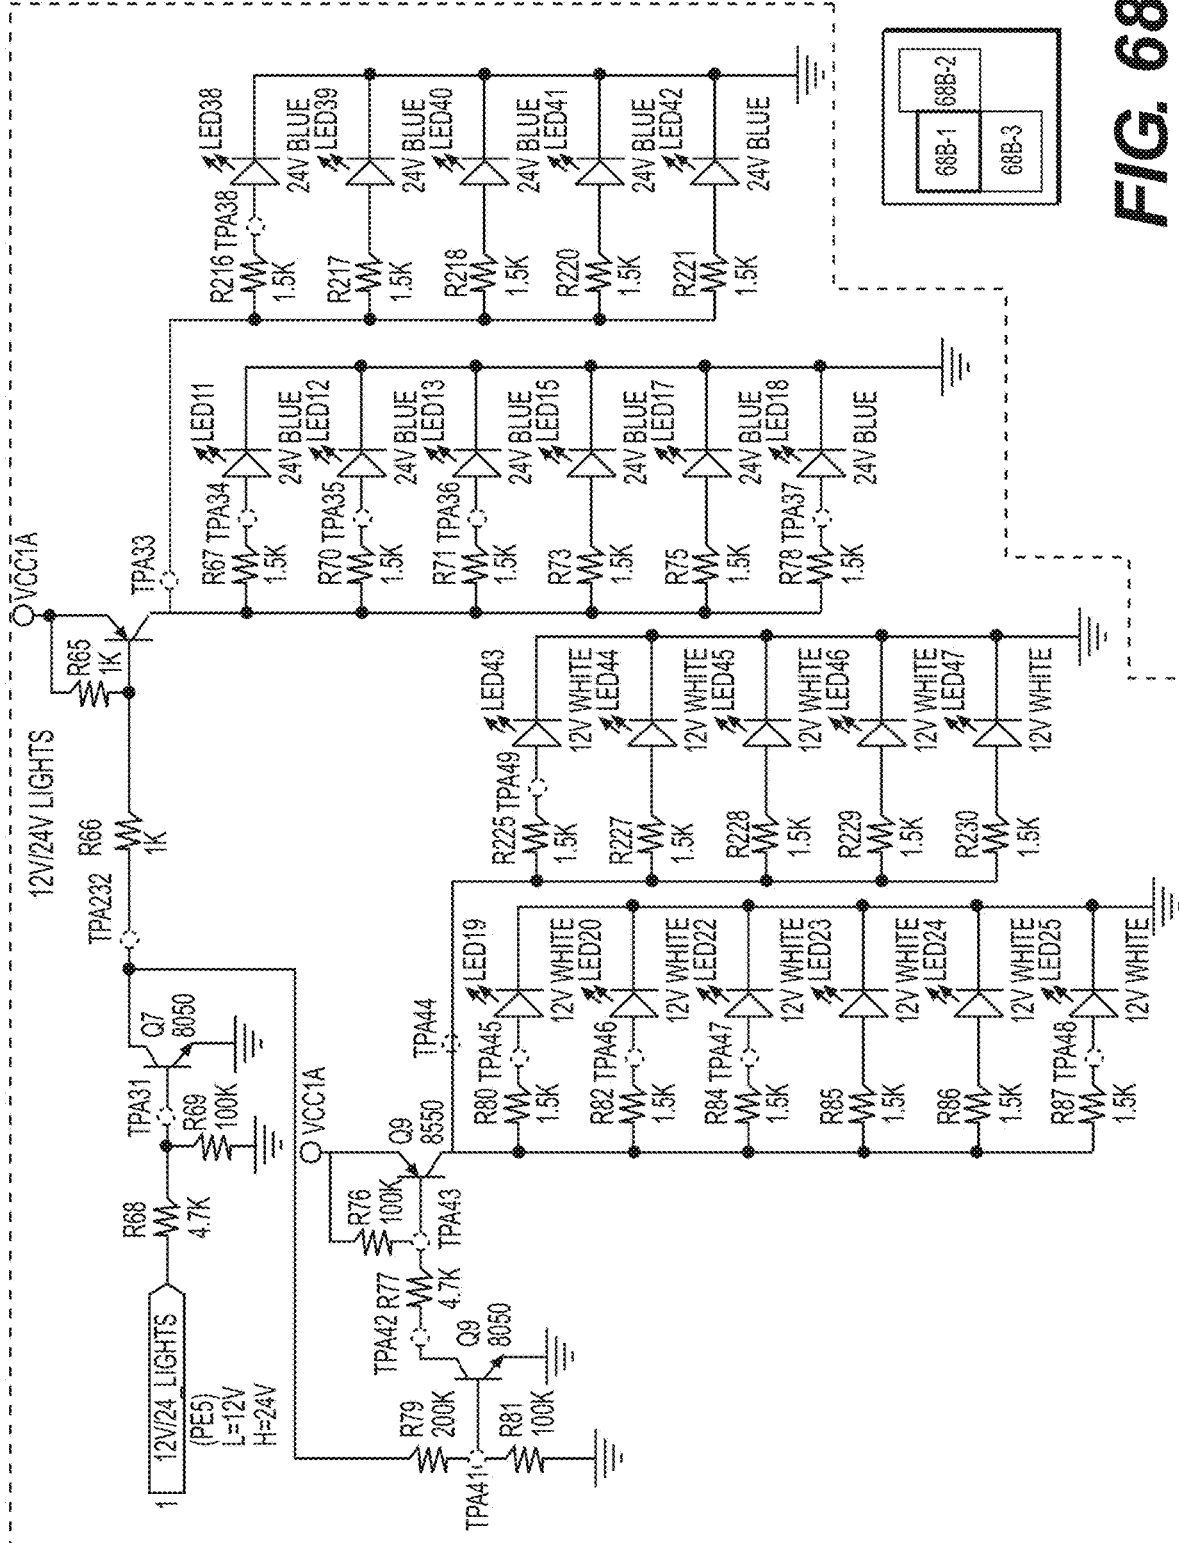 12V/24V LIGHTS
1
12V/24 LIGHTS
(PE5)
L=12V
H=24V
R68
4.7K
TPA31
R69
100K
Q7
8050
TPA232
R66
1K
R65
1K
VCC1A
TPA33
R216 TPA38
1.5K
LED38
24V BLUE
R217
1.5K
LED39
24V BLUE
R218
1.5K
LED40
24V BLUE
R220
1.5K
LED41
24V BLUE
R221
1.5K
LED42
24V BLUE
R67 TPA34
1.5K
LED11
24V BLUE
R70 TPA35
1.5K
LED12
24V BLUE
R71 TPA36
1.5K
LED13
24V BLUE
R73
1.5K
LED15
24V BLUE
R75
1.5K
LED17
24V BLUE
R78 TPA37
1.5K
LED18
24V BLUE
VCC1A
R76
100K
Q9
8550
TPA44
TPA43
R77
4.7K
TPA42
Q9
8050
R79
200K
R81
100K
TPA41
R225 TPA49
1.5K
LED43
12V WHITE
R227
1.5K
LED44
12V WHITE
R228
1.5K
LED45
12V WHITE
R229
1.5K
LED46
12V WHITE
R230
1.5K
LED47
12V WHITE
R80 TPA45
1.5K
LED19
12V WHITE
R82 TPA46
1.5K
LED20
12V WHITE
R84 TPA47
1.5K
LED22
12V WHITE
R85
1.5K
LED23
12V WHITE
R86
1.5K
LED24
12V WHITE
R87 TPA48
1.5K
LED25
12V WHITE
68B-1
68B-2
68B-3
FIG. 68